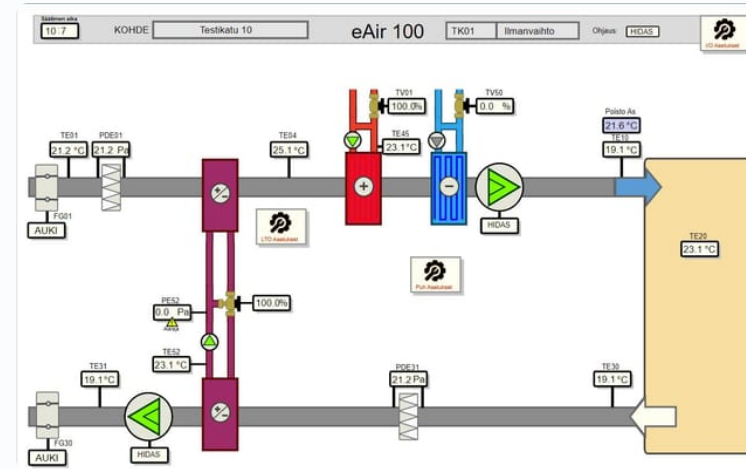 Säätimen aika
10:7
KOHDE
Testikatu 10
eAir 100
TK01
Ilmanvaihto
Ohjaus:
HIDAS
I/O Asetukset
TV01
100.0%
TV50
0.0 %
Poisto As.
21.6 °C
TE01
21.2 °C
PDE01
21.2 Pa
TE04
25.1 °C
TE45
23.1°C
TE10
19.1 °C
FG01
AUKI
LTO Asetukset
HIDAS
TE20
23.1 °C
Puh Asetukset
PE52
0.0 Pa
100.0%
TE52
23.1°C
TE31
19.1°C
PDE31
21.2 Pa
TE30
19.1°C
FG30
AUKI
HIDAS